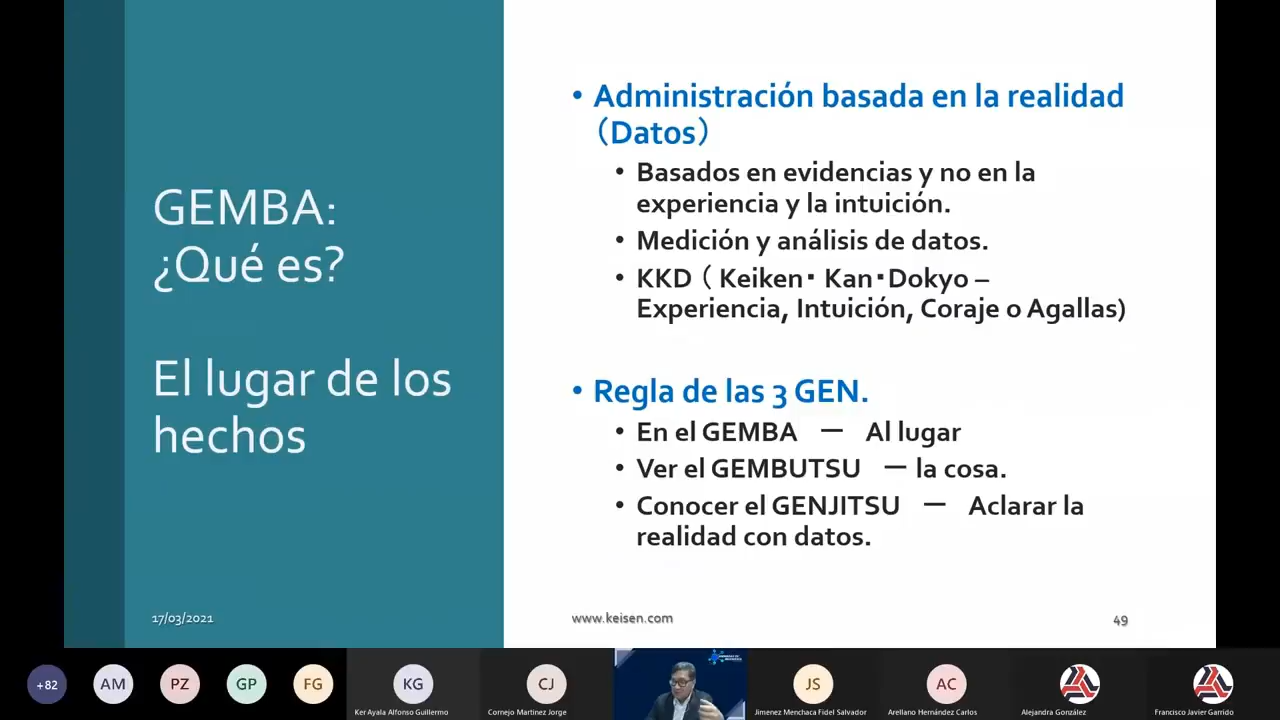 GEMBA:
¿Qué es?
El lugar de los
hechos
• Administración basada en la realidad
（Datos）
• Basados en evidencias y no en la
experiencia y la intuición.
• Medición y análisis de datos.
• KKD（ Keiken・ Kan・Dokyo –
Experiencia, Intuición, Coraje o Agallas)
• Regla de las 3 GEN.
• En el GEMBA － Al lugar
• Ver el GEMBUTSU － la cosa.
• Conocer el GENJITSU － Aclarar la
realidad con datos.
17/03/2021
www.keisen.com
49
+82
AM
PZ
GP
FG
KG
Ker Ayala Alfonso Guillermo
CJ
Cornejo Martinez Jorge
JS
Jimenez Menchaca Fidel Salvador
AC
Arellano Hernández Carlos
Alejandra González
Francisco Javier Garrido